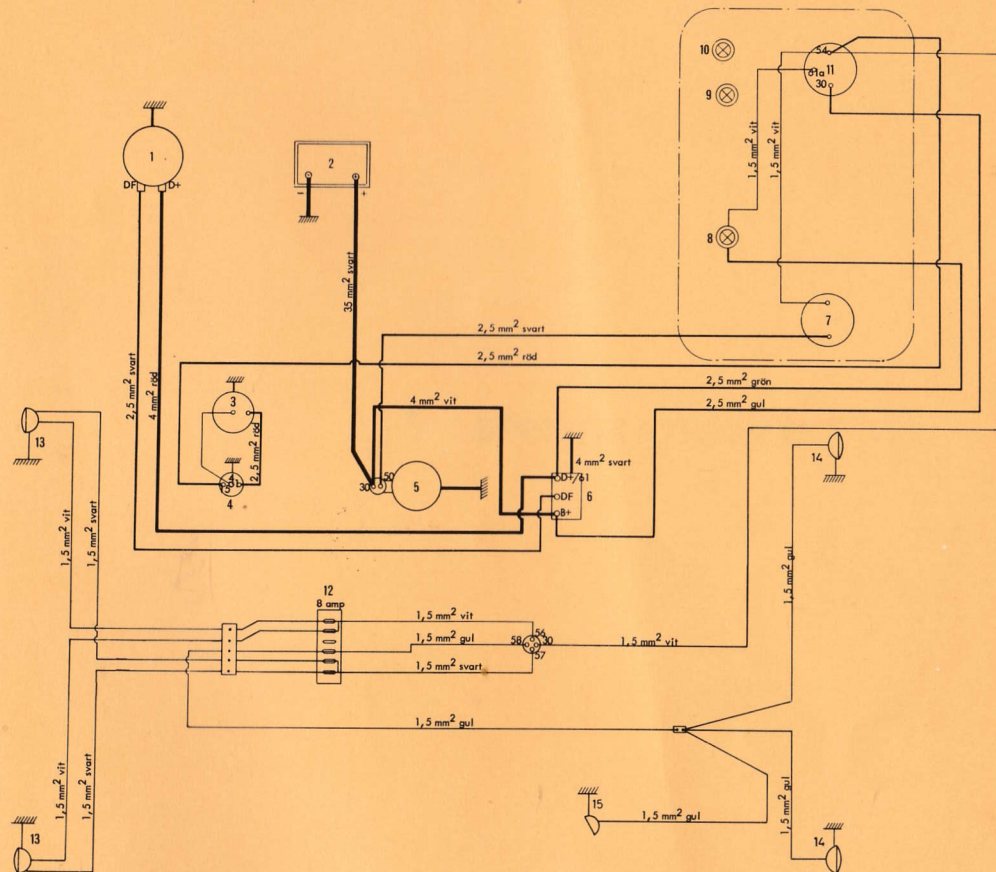 10
54
61a 11
30
9
1
2
DF D+
- +
1,5 mm² vit
1,5 mm² vit
8
35 mm² svart
7
2,5 mm² svart
2,5 mm² röd
2,5 mm² svart
4 mm² röd
3
4 mm² vit
2,5 mm² grön
2,5 mm² gul
13
2,5 mm² röd
14
4 mm² svart
30 50 5
D+/61
DF 6
B+
4
1,5 mm² vit
1,5 mm² svart
1,5 mm² gul
12
8 amp
1,5 mm² vit
56
1,5 mm² gul
58 30
1,5 mm² vit
57
1,5 mm² svart
1,5 mm² gul
1,5 mm² vit
1,5 mm² svart
15
1,5 mm² gul
1,5 mm² gul
13
14